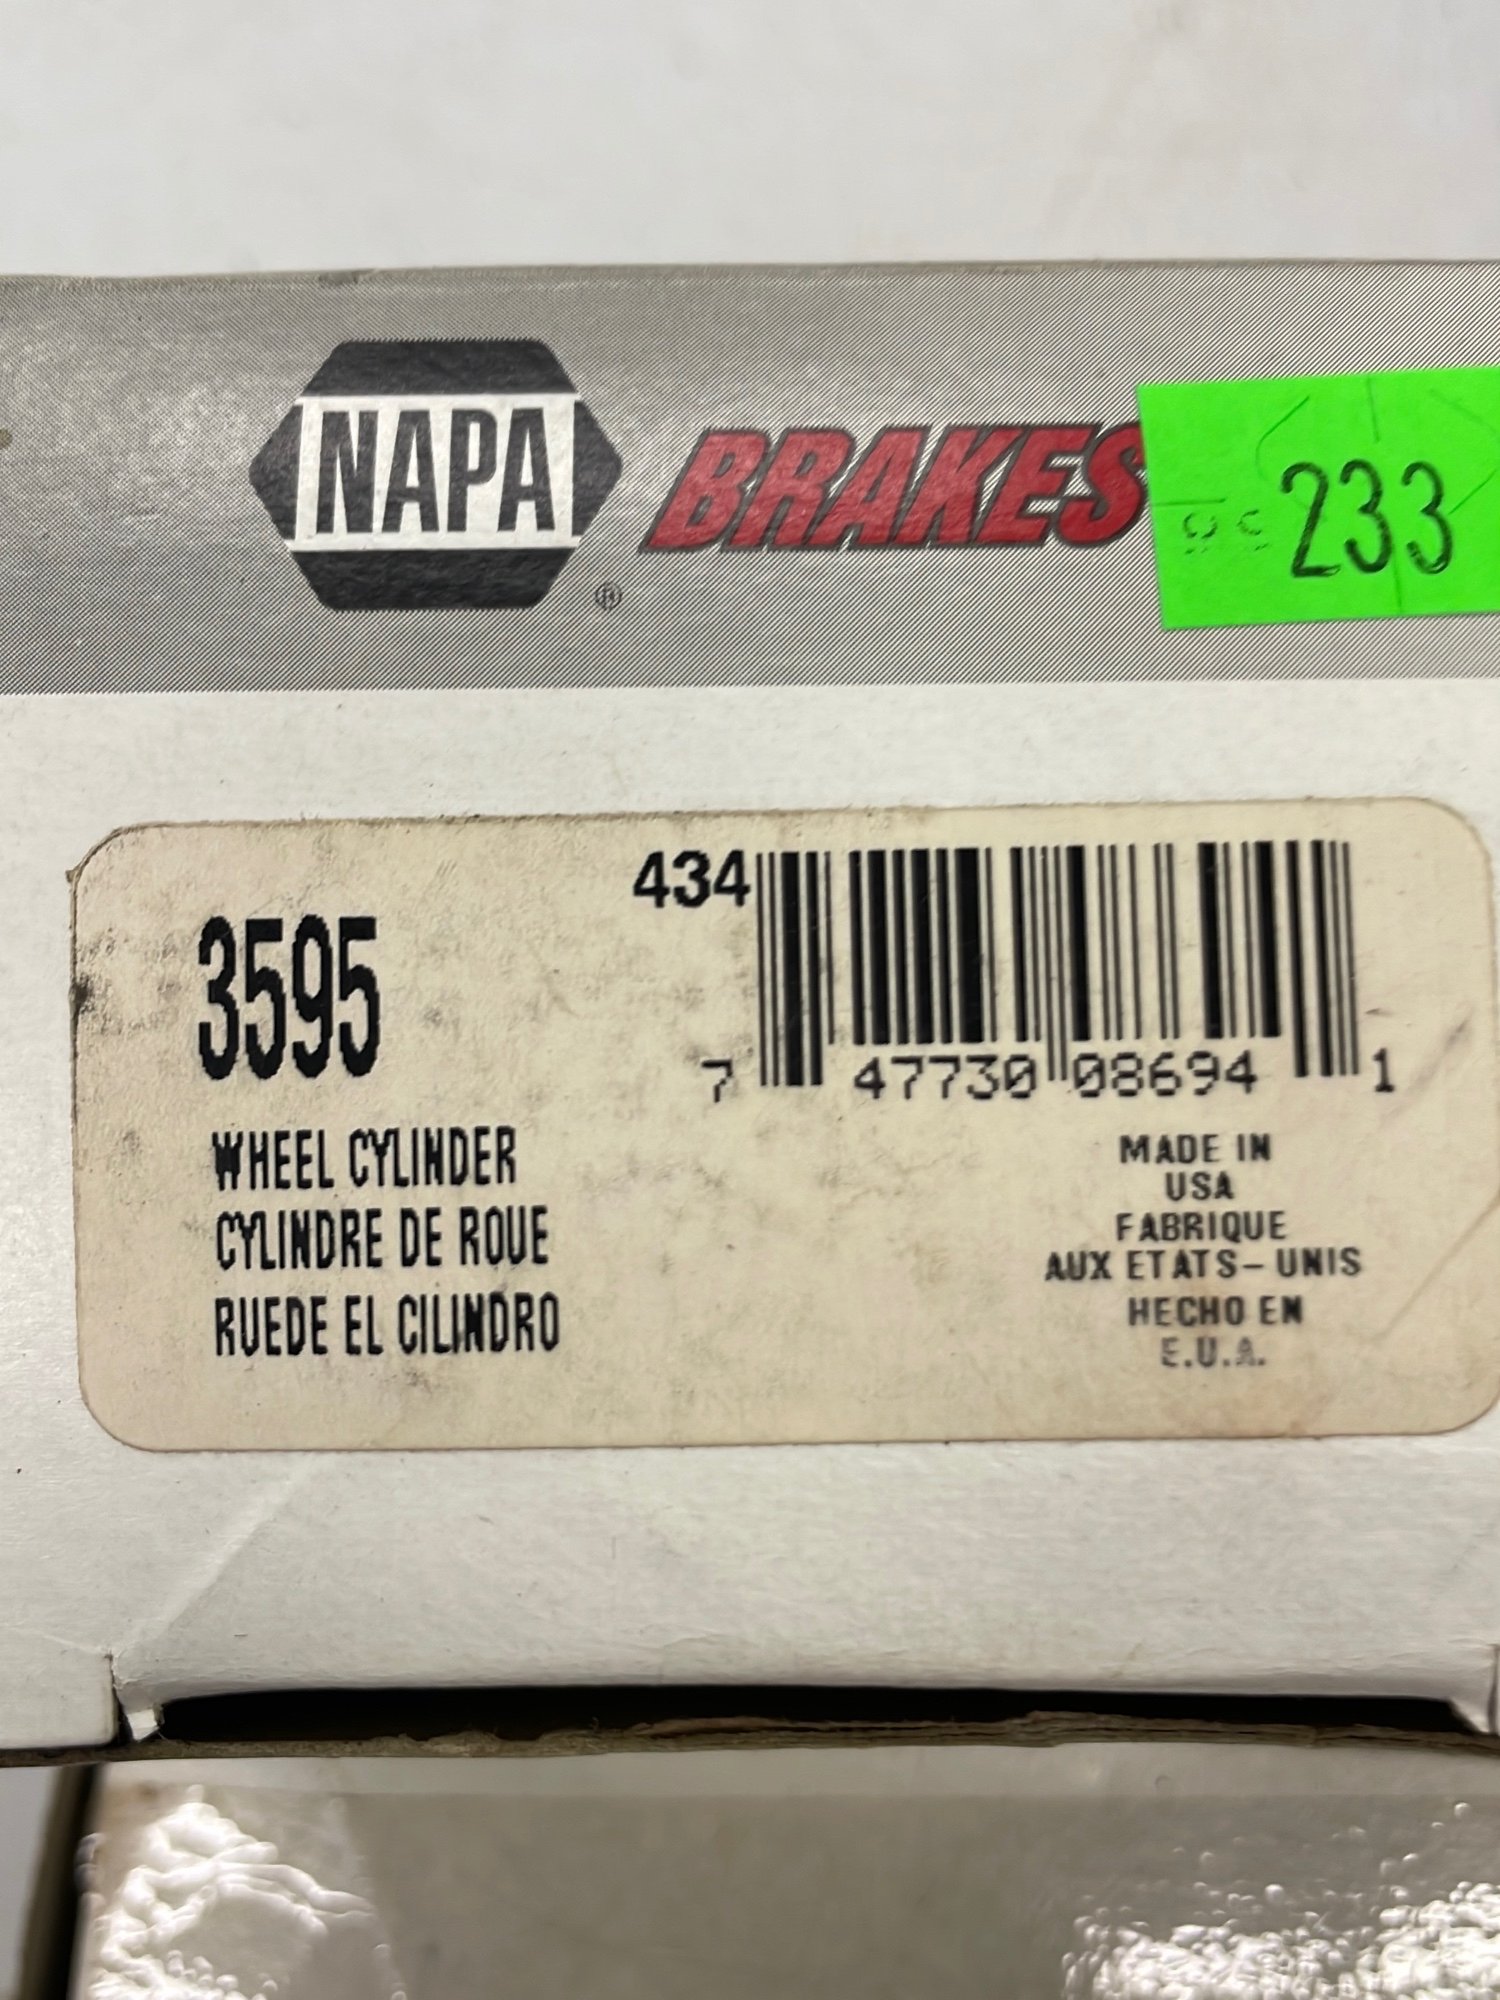 NAPA
®
BRAKES
233
434
3595
7 47730 08694 1
WHEEL CYLINDER
CYLINDRE DE ROUE
RUEDE EL CILINDRO
MADE IN
USA
FABRIQUE
AUX ETATS-UNIS
HECHO EN
E.U.A.